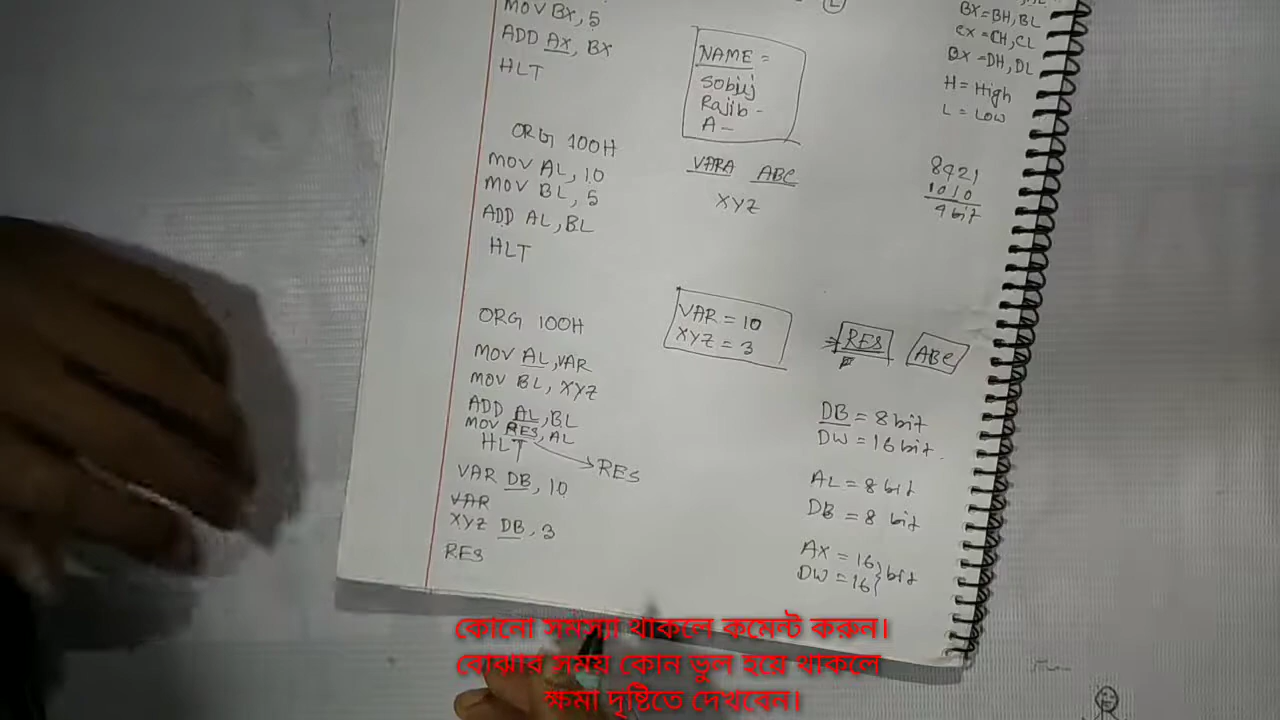 MOV BX, 5
ADD AX, BX
HLT
ORG 100H
MOV AL, 10
MOV BL, 5
ADD AL, BL
HLT
ORG 100H
MOV AL, VAR
MOV BL, XYZ
ADD AL, BL
MOV RES, AL
HLT
RES
VAR DB, 10
VAR
XYZ DB, 3
RES
NAME =
Sobuj
Rajib -
A -
VARA ABC
XYZ
VAR = 10
XYZ = 3
RES ABC
BX = BH, BL
CX = CH, CL
BX = DH, DL
H = High
L = Low
8421
1010
4 bit
DB = 8 bit
DW = 16 bit.
AL = 8 bit
DB = 8 bit
AX = 16 } bit
DW = 16
কোনো সমস্যা থাকলে কমেন্ট করুন।
বোঝার সময় কোন ভুল হয়ে থাকলে
ক্ষমা দৃষ্টিতে দেখবেন।